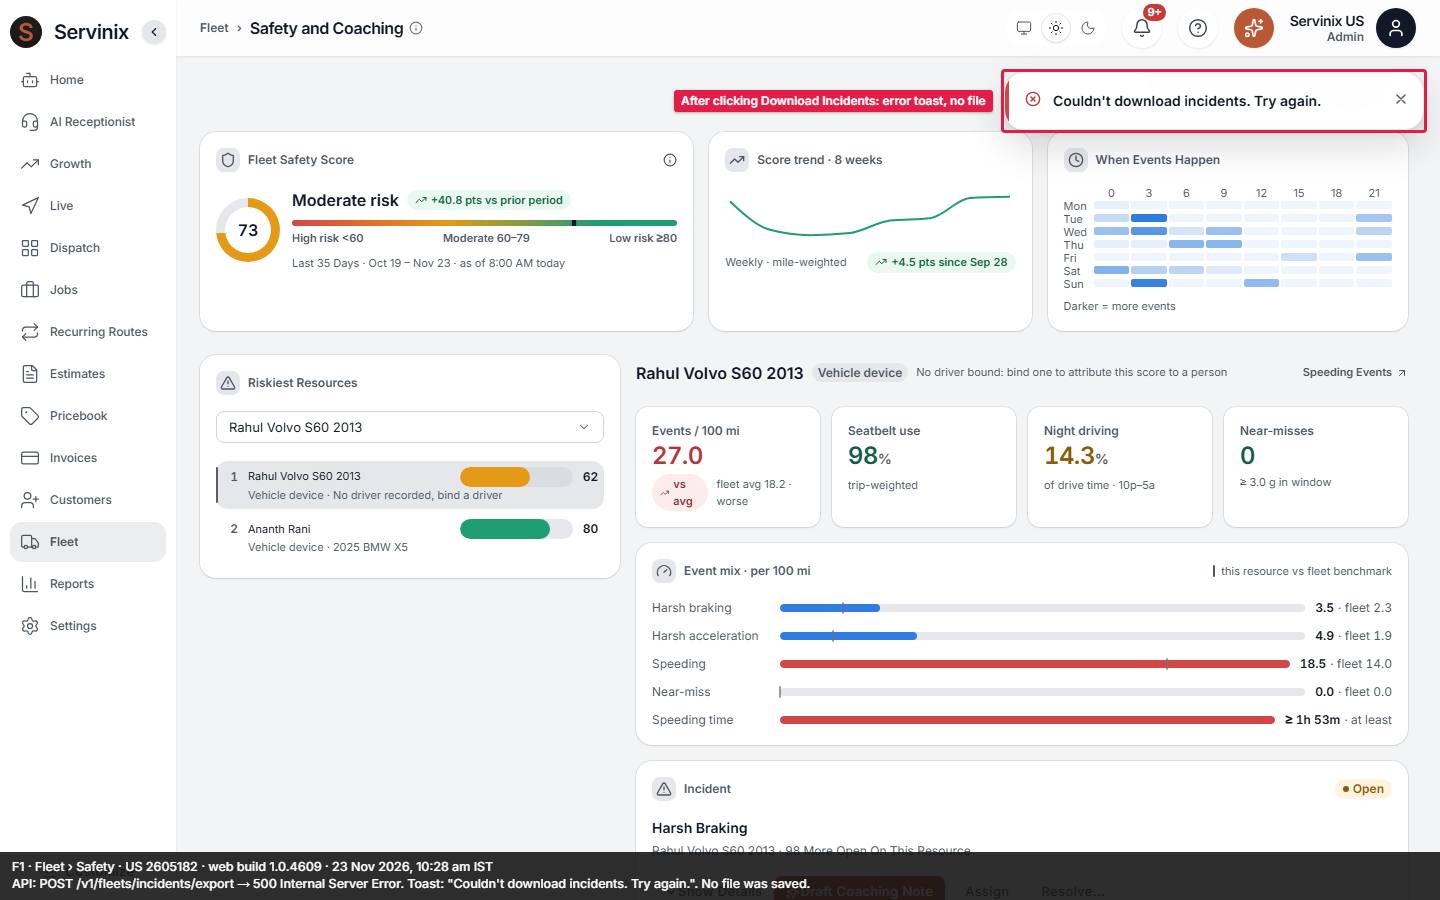 Servinix
Fleet › Safety and Coaching
9+
Servinix US
Admin
Home
AI Receptionist
Growth
Live
Dispatch
Jobs
Recurring Routes
Estimates
Pricebook
Invoices
Customers
Fleet
Reports
Settings
After clicking Download Incidents: error toast, no file
Couldn't download incidents. Try again.
Fleet Safety Score
73
Moderate risk
+40.8 pts vs prior period
High risk <60
Moderate 60–79
Low risk ≥80
Last 35 Days · Oct 19 – Nov 23 · as of 8:00 AM today
Score trend · 8 weeks
Weekly · mile-weighted
+4.5 pts since Sep 28
When Events Happen
0 3 6 9 12 15 18 21
Mon
Tue
Wed
Thu
Fri
Sat
Sun
Darker = more events
Riskiest Resources
Rahul Volvo S60 2013
1 Rahul Volvo S60 2013 62
Vehicle device · No driver recorded, bind a driver
2 Ananth Rani 80
Vehicle device · 2025 BMW X5
Rahul Volvo S60 2013 Vehicle device No driver bound: bind one to attribute this score to a person Speeding Events
Events / 100 mi
27.0
vs avg
fleet avg 18.2 · worse
Seatbelt use
98%
trip-weighted
Night driving
14.3%
of drive time · 10p–5a
Near-misses
0
≥ 3.0 g in window
Event mix · per 100 mi
this resource vs fleet benchmark
Harsh braking 3.5 · fleet 2.3
Harsh acceleration 4.9 · fleet 1.9
Speeding 18.5 · fleet 14.0
Near-miss 0.0 · fleet 0.0
Speeding time ≥ 1h 53m · at least
Incident
Open
Harsh Braking
Rahul Volvo S60 2013 · 98 More Open On This Resource
Show Details Draft Coaching Note Assign Resolve...
F1 · Fleet › Safety · US 2605182 · web build 1.0.4609 · 23 Nov 2026, 10:28 am IST
API: POST /v1/fleets/incidents/export → 500 Internal Server Error. Toast: "Couldn't download incidents. Try again.". No file was saved.